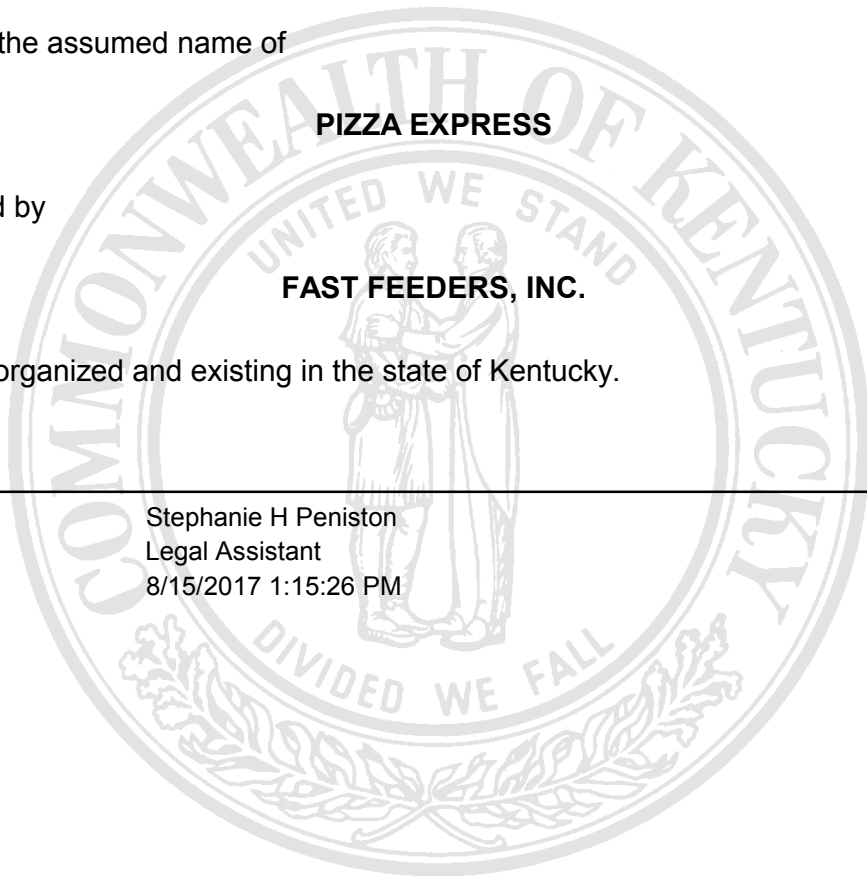 the assumed name of
PIZZA EXPRESS
d by
FAST FEEDERS, INC.
organized and existing in the state of Kentucky.
Stephanie H Peniston
Legal Assistant
8/15/2017 1:15:26 PM
COMMONWEALTH OF KENTUCKY
UNITED WE STAND
DIVIDED WE FALL